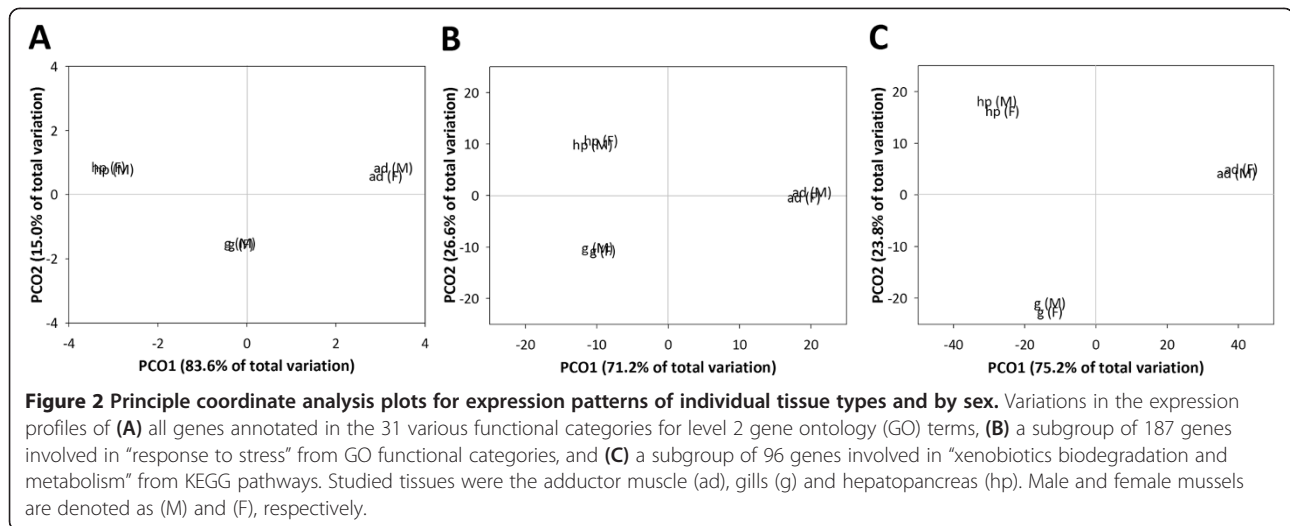 A
4
2
0
-2
-4
-4
-2
0
2
4
PCO2 (15.0% of total variation)
PCO1 (83.6% of total variation)
hp (F)
hp (M)
ad (M)
ad (F)
g (M)
g (F)
B
20
10
0
-10
-20
-20
-10
0
10
20
PCO2 (26.6% of total variation)
PCO1 (71.2% of total variation)
hp (F)
hp (M)
ad (M)
ad (F)
g (M)
g (F)
C
20
10
0
-10
-20
-40
-20
0
20
40
PCO2 (23.8% of total variation)
PCO1 (75.2% of total variation)
hp (M)
hp (F)
ad (F)
ad (M)
g (M)
g (F)
Figure 2 Principle coordinate analysis plots for expression patterns of individual tissue types and by sex. Variations in the expression
profiles of (A) all genes annotated in the 31 various functional categories for level 2 gene ontology (GO) terms, (B) a subgroup of 187 genes
involved in “response to stress” from GO functional categories, and (C) a subgroup of 96 genes involved in “xenobiotics biodegradation and
metabolism” from KEGG pathways. Studied tissues were the adductor muscle (ad), gills (g) and hepatopancreas (hp). Male and female mussels
are denoted as (M) and (F), respectively.